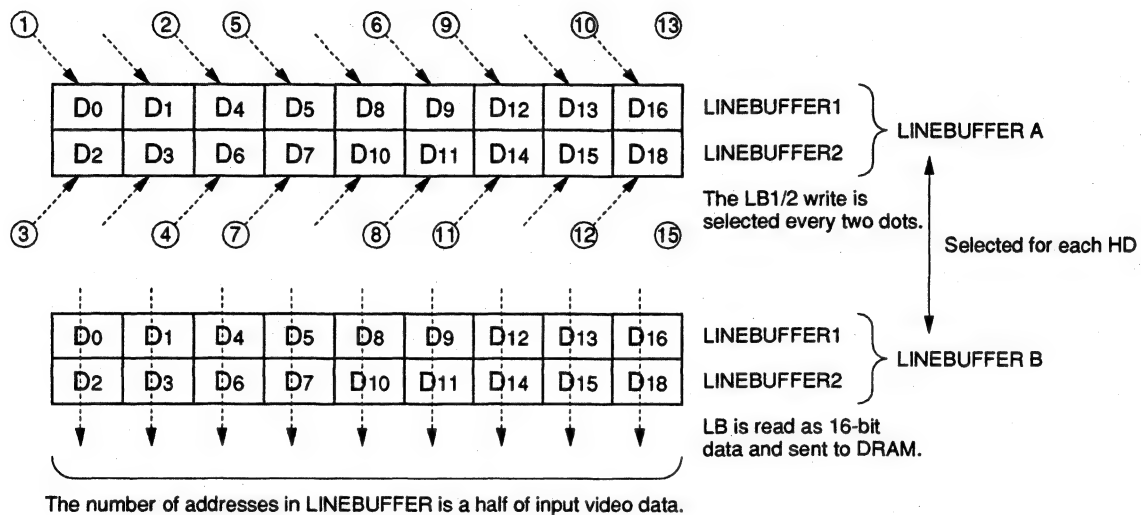 ① ② ⑤ ⑥ ⑨ ⑩ ⑬
D0 D1 D4 D5 D8 D9 D12 D13 D16 LINEBUFFER1
D2 D3 D6 D7 D10 D11 D14 D15 D18 LINEBUFFER2
LINEBUFFER A
③ ④ ⑦ ⑧ ⑪ ⑫ ⑮
The LB1/2 write is
selected every two dots.
Selected for each HD
D0 D1 D4 D5 D8 D9 D12 D13 D16 LINEBUFFER1
D2 D3 D6 D7 D10 D11 D14 D15 D18 LINEBUFFER2
LINEBUFFER B
LB is read as 16-bit
data and sent to DRAM.
The number of addresses in LINEBUFFER is a half of input video data.